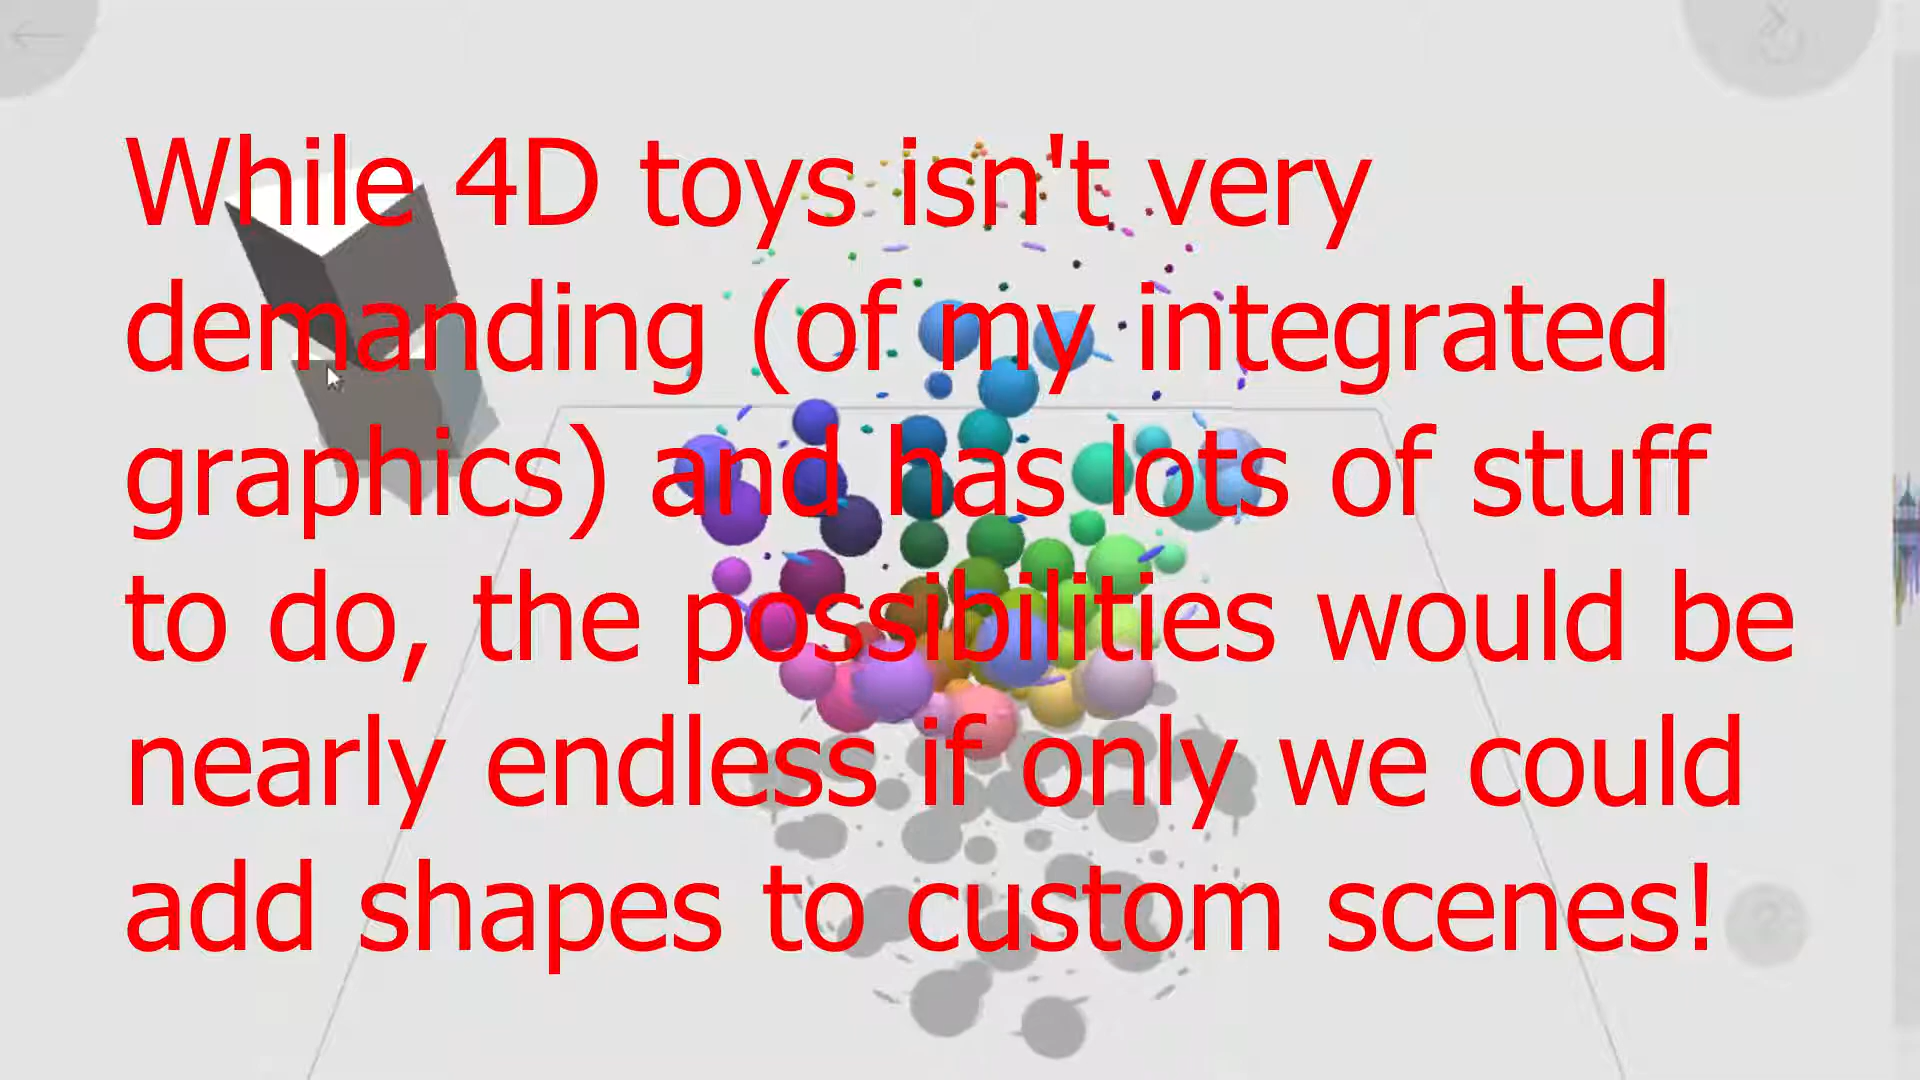 While 4D toys isn't very
demanding (of my integrated
graphics) and has lots of stuff
to do, the possibilities would be
nearly endless if only we could
add shapes to custom scenes!